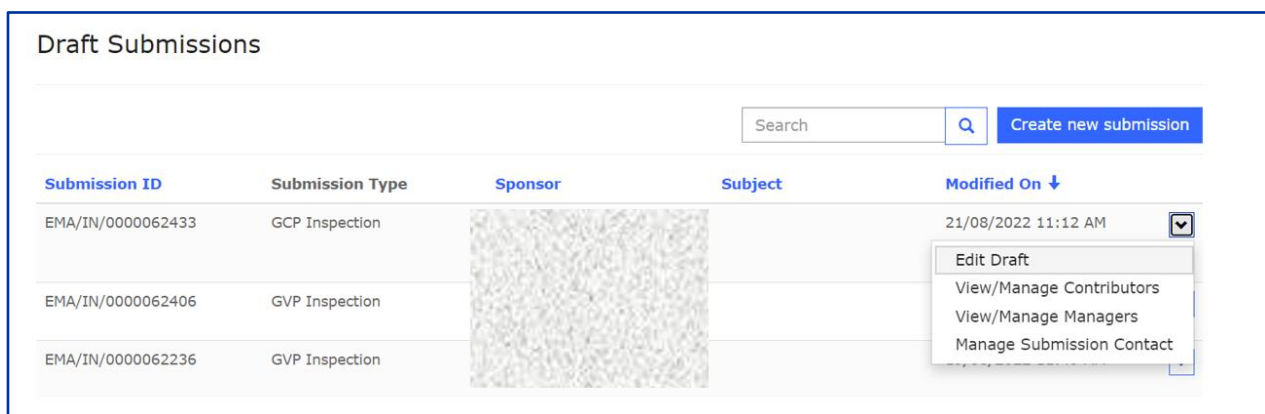 Draft Submissions
Search
Create new submission
Submission ID Submission Type Sponsor Subject Modified On
EMA/IN/0000062433 GCP Inspection 21/08/2022 11:12 AM
Edit Draft
View/Manage Contributors
EMA/IN/0000062406 GVP Inspection
View/Manage Managers
Manage Submission Contact
EMA/IN/0000062236 GVP Inspection